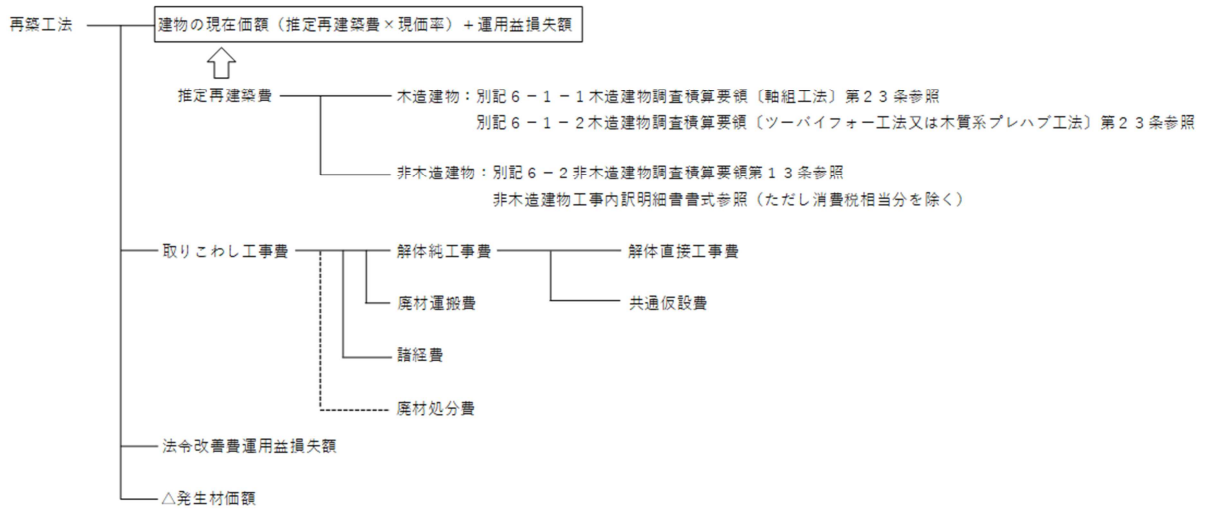 再築工法
建物の現在価額（推定再建築費×現価率）＋運用益損失額
推定再建築費
木造建物：別記６－１－１木造建物調査積算要領〔軸組工法〕第２３条参照
別記６－１－２木造建物調査積算要領〔ツーバイフォー工法又は木質系プレハブ工法〕第２３条参照
非木造建物：別記６－２非木造建物調査積算要領第１３条参照
非木造建物工事内訳明細書書式参照（ただし消費税相当分を除く）
取りこわし工事費
解体純工事費
解体直接工事費
廃材運搬費
共通仮設費
諸経費
廃材処分費
法令改善費運用益損失額
△発生材価額